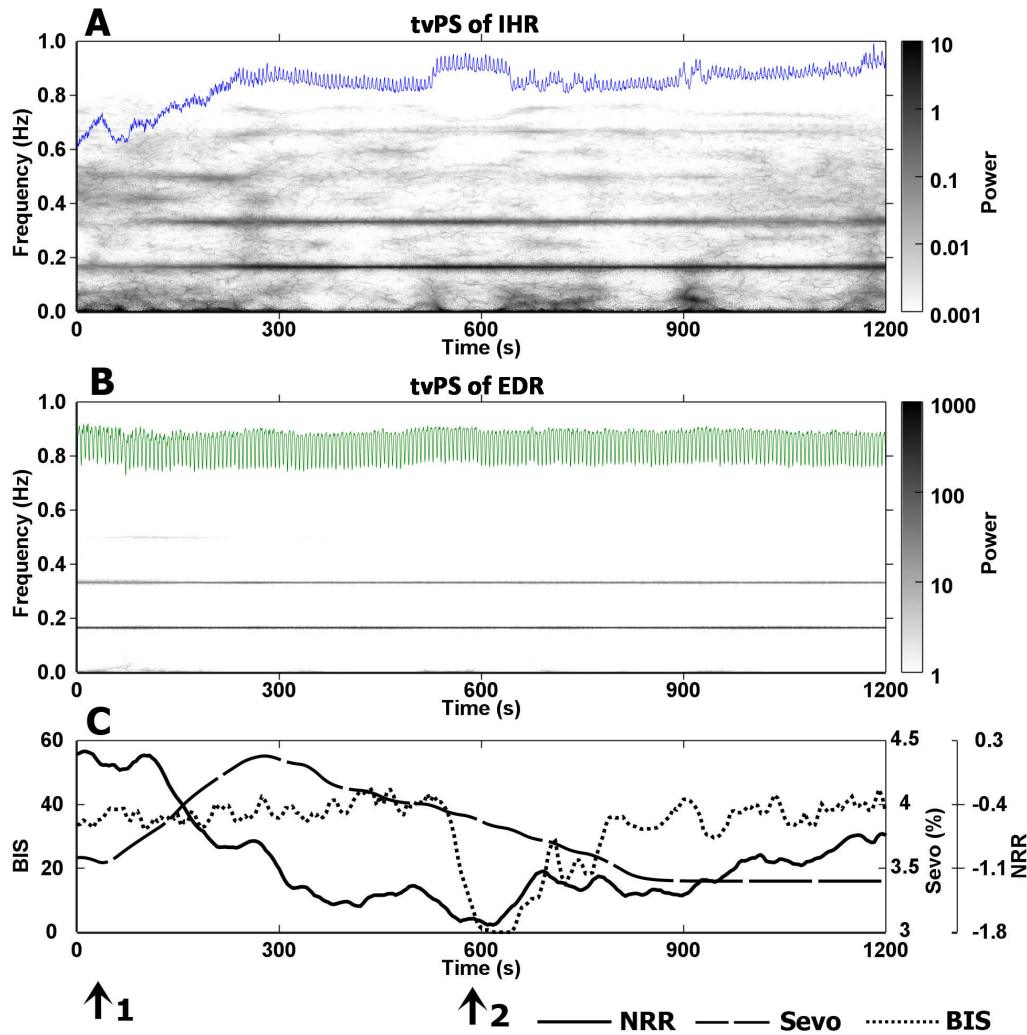 A
tvPS of IHR
Frequency (Hz)
1.0
0.8
0.6
0.4
0.2
0.0
0 300 600 900 1200
Time (s)
10
1
0.1
0.01
0.001
Power
B
tvPS of EDR
Frequency (Hz)
1.0
0.8
0.6
0.4
0.2
0.0
0 300 600 900 1200
Time (s)
1000
100
10
1
Power
C
BIS
60
40
20
0
0 300 600 900 1200
Time (s)
4.5
4
3.5
3
Sevo (%)
0.3
-0.4
-1.1
-1.8
NRR
1
2
NRR Sevo BIS